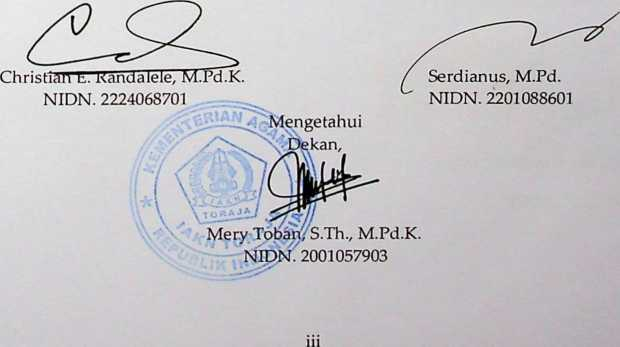 Christian E. Randalele, M.Pd.K.
NIDN. 2224068701
Serdianus, M.Pd.
NIDN. 2201088601
Mengetahui
Dekan,
KEMENTERIAN AGAMA
IAKN
TORAJA
IAKN TORAJA
REPUBLIK INDONESIA
Mery Toban, S.Th., M.Pd.K.
NIDN. 2001057903
iii